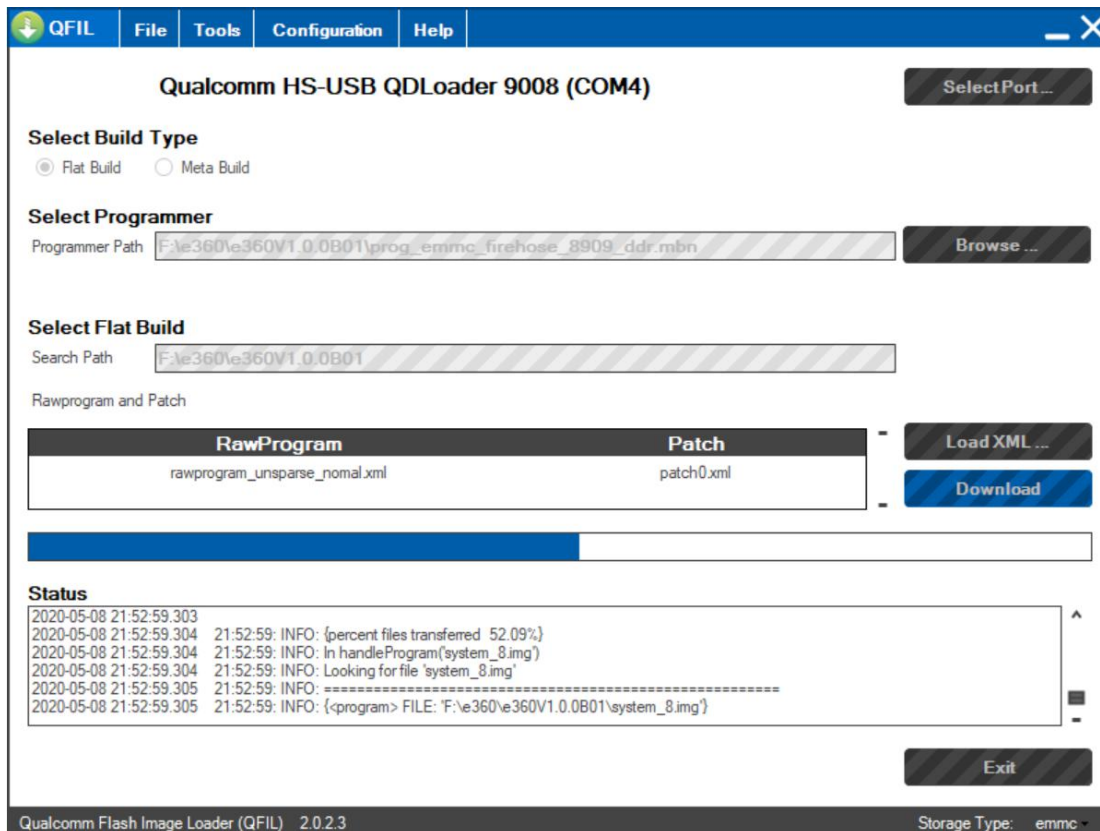 QFIL File Tools Configuration Help
Qualcomm HS-USB QDLoader 9008 (COM4) Select Port ...
Select Build Type
Flat Build Meta Build
Select Programmer
Programmer Path F:\e360\e360V1.0.0B01\prog_emmc_firehose_8909_ddr.mbn Browse ...
Select Flat Build
Search Path F:\e360\e360V1.0.0B01
Rawprogram and Patch
RawProgram Patch Load XML ...
rawprogram_unsparse_nomal.xml patch0.xml
Download
Status
2020-05-08 21:52:59.303
2020-05-08 21:52:59.304 21:52:59: INFO: {percent files transferred 52.09%}
2020-05-08 21:52:59.304 21:52:59: INFO: In handleProgram('system_8.img')
2020-05-08 21:52:59.304 21:52:59: INFO: Looking for file 'system_8.img'
2020-05-08 21:52:59.305 21:52:59: INFO: =======================================================
2020-05-08 21:52:59.305 21:52:59: INFO: {<program> FILE: 'F:\e360\e360V1.0.0B01\system_8.img'}
Exit
Qualcomm Flash Image Loader (QFIL) 2.0.2.3 Storage Type: emmc